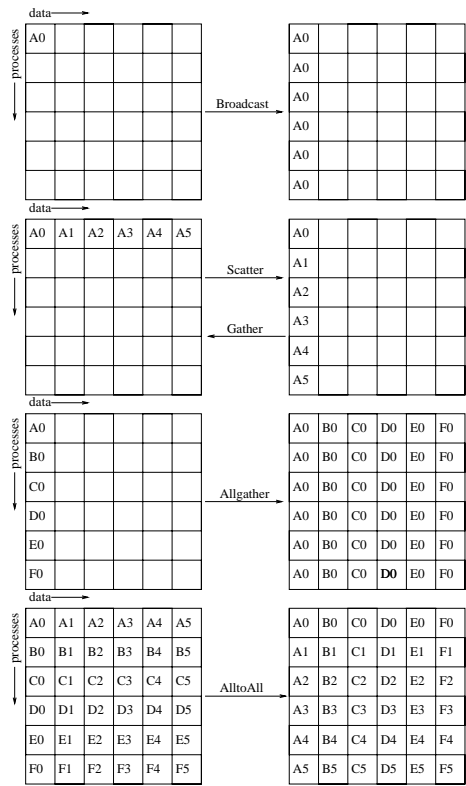 data
processes
A0 A0
A0
A0
Broadcast
A0
A0
A0
data
processes
A0 A1 A2 A3 A4 A5 A0
A1
Scatter
A2
Gather
A3
A4
A5
data
processes
A0 A0 B0 C0 D0 E0 F0
B0 A0 B0 C0 D0 E0 F0
C0 A0 B0 C0 D0 E0 F0
Allgather
D0 A0 B0 C0 D0 E0 F0
E0 A0 B0 C0 D0 E0 F0
F0 A0 B0 C0 D0 E0 F0
data
processes
A0 A1 A2 A3 A4 A5 A0 B0 C0 D0 E0 F0
B0 B1 B2 B3 B4 B5 A1 B1 C1 D1 E1 F1
C0 C1 C2 C3 C4 C5 A2 B2 C2 D2 E2 F2
AlltoAll
D0 D1 D2 D3 D4 D5 A3 B3 C3 D3 E3 F3
E0 E1 E2 E3 E4 E5 A4 B4 C4 D4 E4 F4
F0 F1 F2 F3 F4 F5 A5 B5 C5 D5 E5 F5